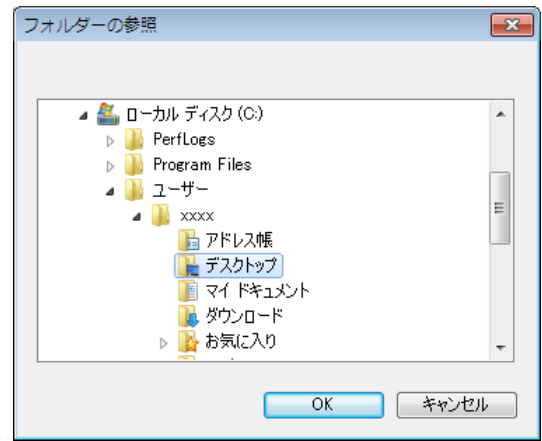 フォルダーの参照
ローカル ディスク (C:)
PerfLogs
Program Files
ユーザー
xxxx
アドレス帳
デスクトップ
マイ ドキュメント
ダウンロード
お気に入り
OK
キャンセル